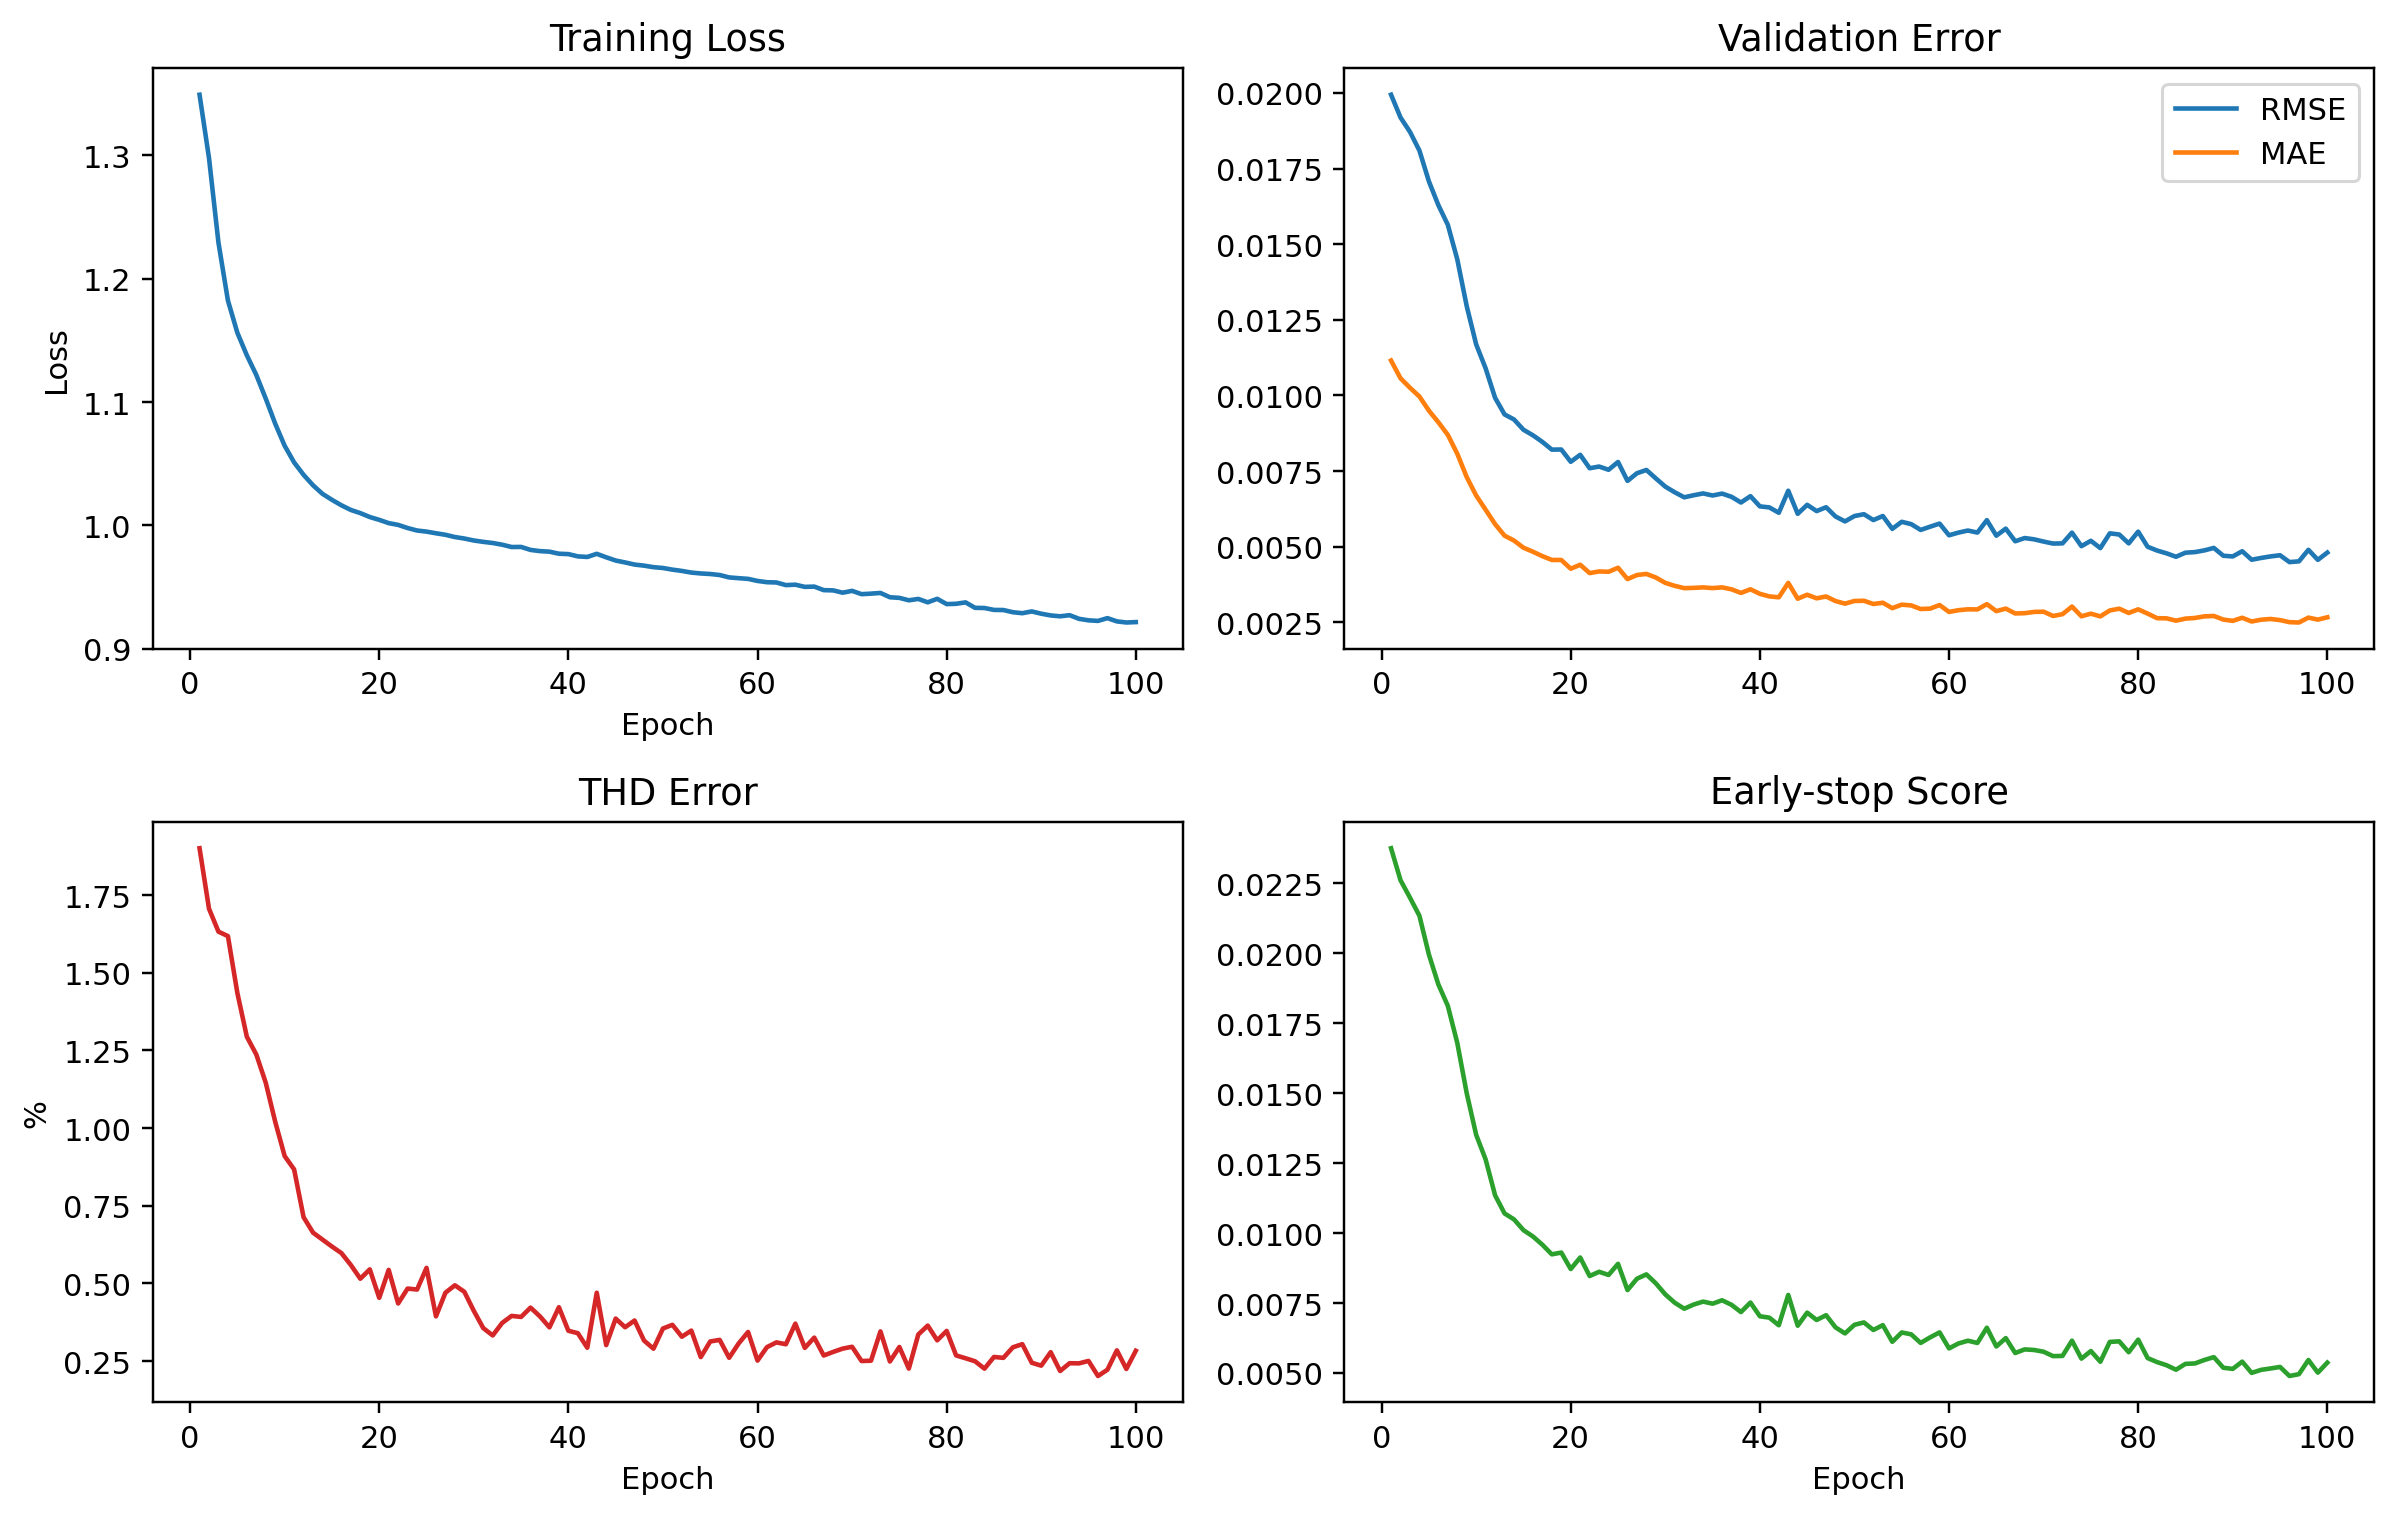 Training Loss
1.3
1.2
1.1
1.0
0.9
Loss
0 20 40 60 80 100
Epoch
Validation Error
0.0200
0.0175
0.0150
0.0125
0.0100
0.0075
0.0050
0.0025
RMSE
MAE
0 20 40 60 80 100
THD Error
1.75
1.50
1.25
1.00
0.75
0.50
0.25
%
0 20 40 60 80 100
Epoch
Early-stop Score
0.0225
0.0200
0.0175
0.0150
0.0125
0.0100
0.0075
0.0050
0 20 40 60 80 100
Epoch